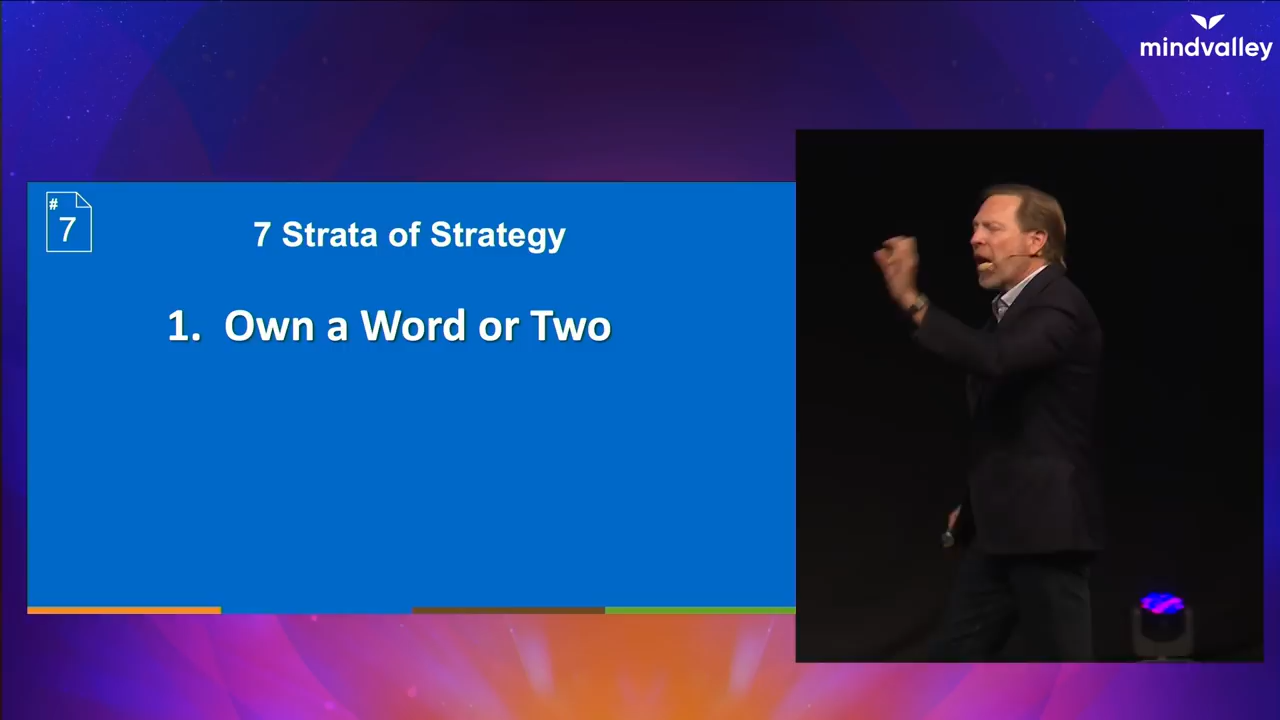 mindvalley
#
7
7 Strata of Strategy
1. Own a Word or Two